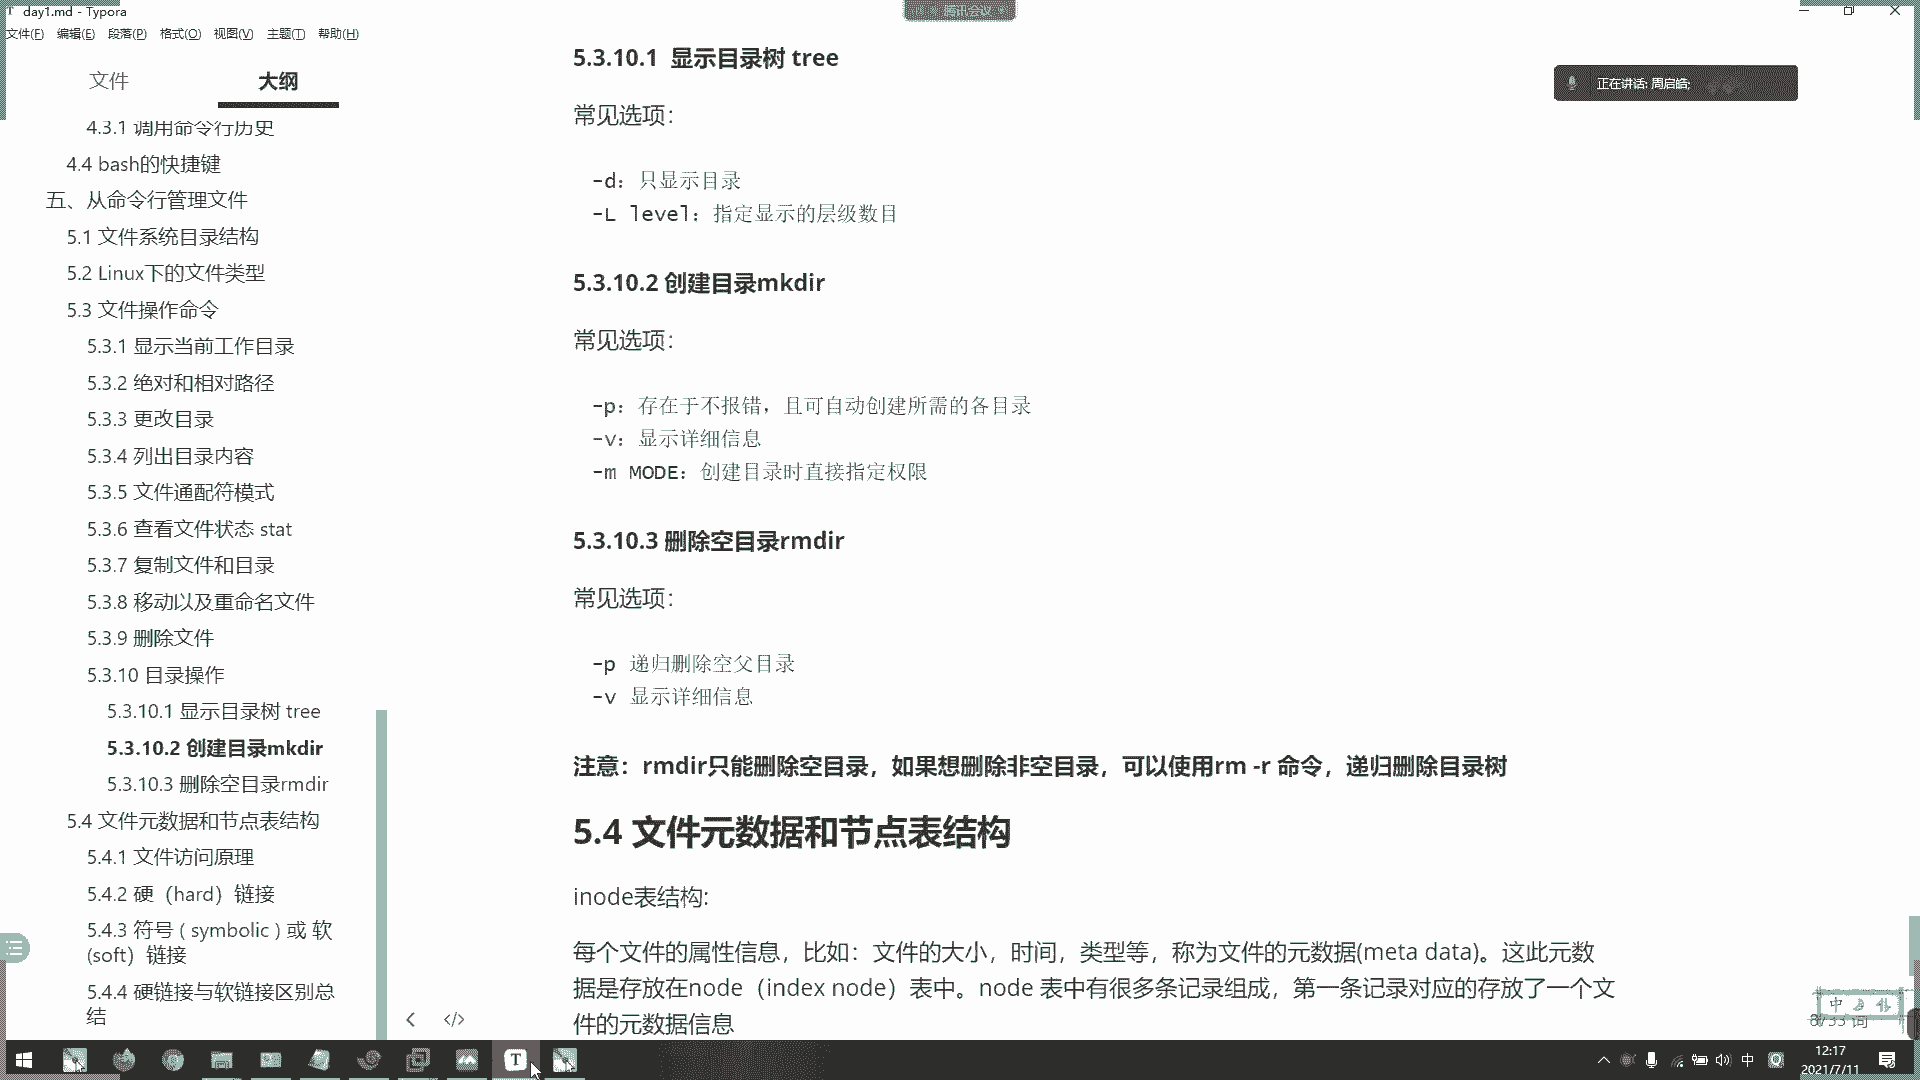 day1.md - Typora
腾讯会议
文件(F) 编辑(E) 段落(P) 格式(O) 视图(V) 主题(T) 帮助(H)
文件 大纲
4.3.1 调用命令行历史
4.4 bash的快捷键
五、从命令行管理文件
5.1 文件系统目录结构
5.2 Linux下的文件类型
5.3 文件操作命令
5.3.1 显示当前工作目录
5.3.2 绝对和相对路径
5.3.3 更改目录
5.3.4 列出目录内容
5.3.5 文件通配符模式
5.3.6 查看文件状态 stat
5.3.7 复制文件和目录
5.3.8 移动以及重命名文件
5.3.9 删除文件
5.3.10 目录操作
5.3.10.1 显示目录树 tree
5.3.10.2 创建目录mkdir
5.3.10.3 删除空目录rmdir
5.4 文件元数据和节点表结构
5.4.1 文件访问原理
5.4.2 硬（hard）链接
5.4.3 符号 ( symbolic ) 或 软
(soft）链接
5.4.4 硬链接与软链接区别总
结
5.3.10.1 显示目录树 tree
常见选项：
-d：只显示目录
-L level：指定显示的层级数目
5.3.10.2 创建目录mkdir
常见选项：
-p：存在于不报错，且可自动创建所需的各目录
-v：显示详细信息
-m MODE：创建目录时直接指定权限
5.3.10.3 删除空目录rmdir
常见选项：
-p 递归删除空父目录
-v 显示详细信息
注意：rmdir只能删除空目录，如果想删除非空目录，可以使用rm -r 命令，递归删除目录树
5.4 文件元数据和节点表结构
inode表结构:
每个文件的属性信息，比如：文件的大小，时间，类型等，称为文件的元数据(meta data)。这此元数
据是存放在node（index node）表中。node 表中有很多条记录组成，第一条记录对应的存放了一个文
件的元数据信息
正在讲话: 周启皓;
中
中
12:17
2021/7/11